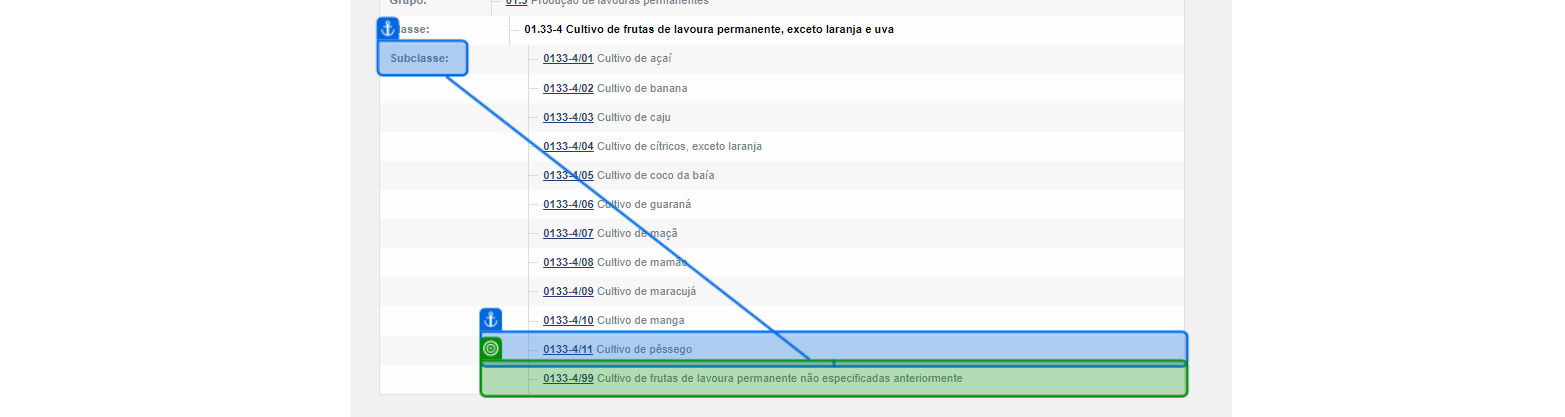 Grupo: 01.3 Produção de lavouras permanentes
lasse: 01.33-4 Cultivo de frutas de lavoura permanente, exceto laranja e uva
Subclasse: 0133-4/01 Cultivo de açaí
0133-4/02 Cultivo de banana
0133-4/03 Cultivo de caju
0133-4/04 Cultivo de cítricos, exceto laranja
0133-4/05 Cultivo de coco da baía
0133-4/06 Cultivo de guaraná
0133-4/07 Cultivo de maçã
0133-4/08 Cultivo de mamão
0133-4/09 Cultivo de maracujá
0133-4/10 Cultivo de manga
0133-4/11 Cultivo de pêssego
0133-4/99 Cultivo de frutas de lavoura permanente não especificadas anteriormente